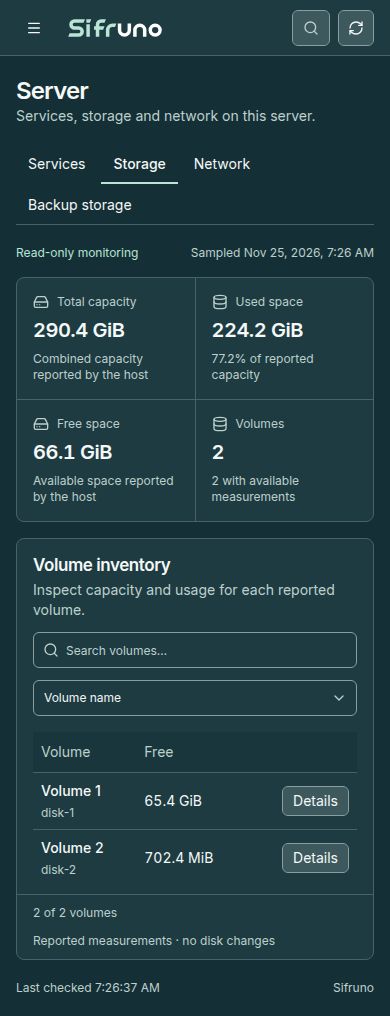 Sifruno
Server
Services, storage and network on this server.
Services Storage Network
Backup storage
Read-only monitoring Sampled Nov 25, 2026, 7:26 AM
Total capacity
290.4 GiB
Combined capacity
reported by the host
Used space
224.2 GiB
77.2% of reported
capacity
Free space
66.1 GiB
Available space reported
by the host
Volumes
2
2 with available
measurements
Volume inventory
Inspect capacity and usage for each reported
volume.
Search volumes...
Volume name
Volume Free
Volume 1
disk-1
65.4 GiB
Details
Volume 2
disk-2
702.4 MiB
Details
2 of 2 volumes
Reported measurements · no disk changes
Last checked 7:26:37 AM Sifruno